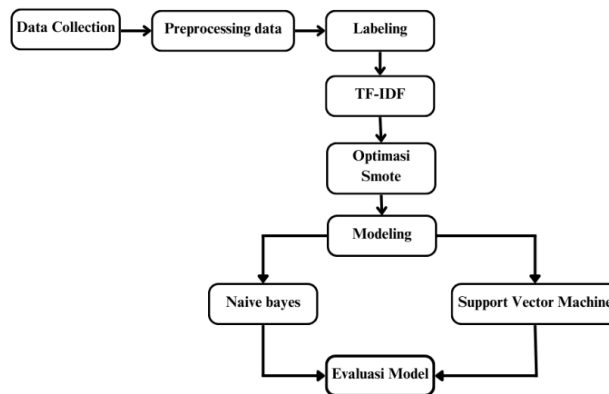 Data Collection
Preprocessing data
Labeling
TF-IDF
Optimasi
Smote
Modeling
Naive bayes
Support Vector Machine
Evaluasi Model